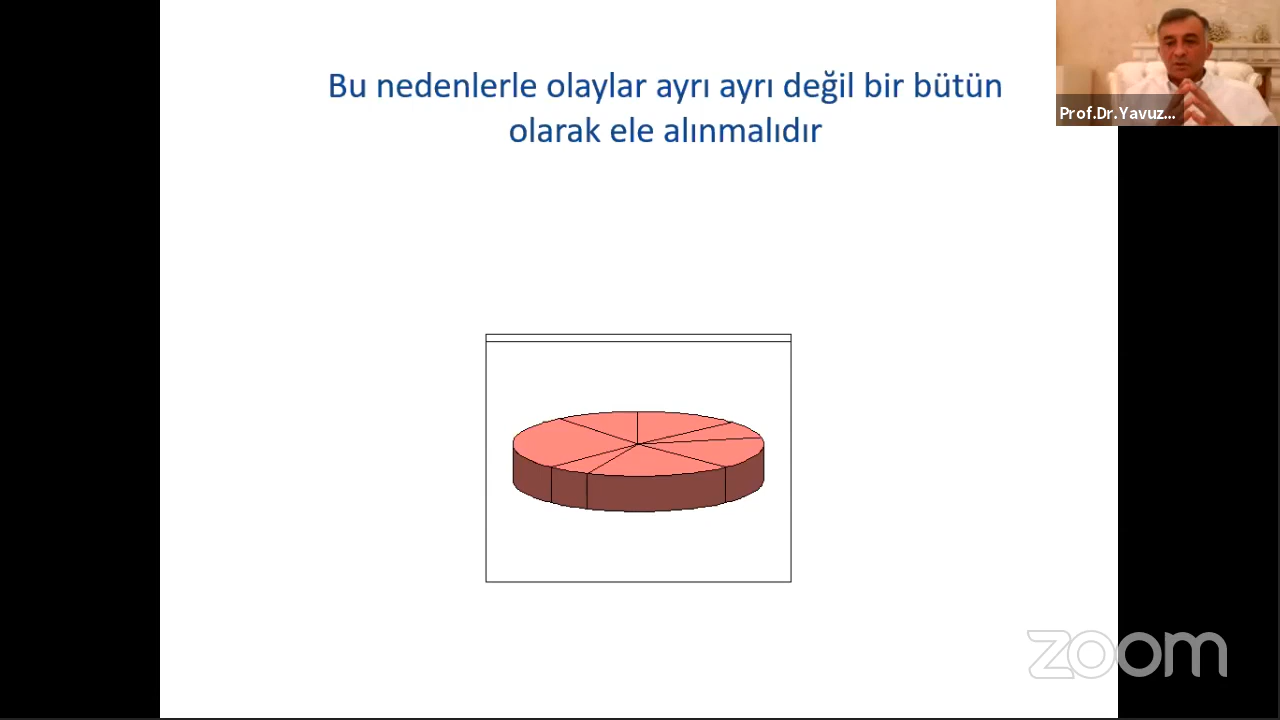 Bu nedenlerle olaylar ayrı ayrı değil bir bütün
olarak ele alınmalıdır
Prof.Dr.Yavuz...
zoom